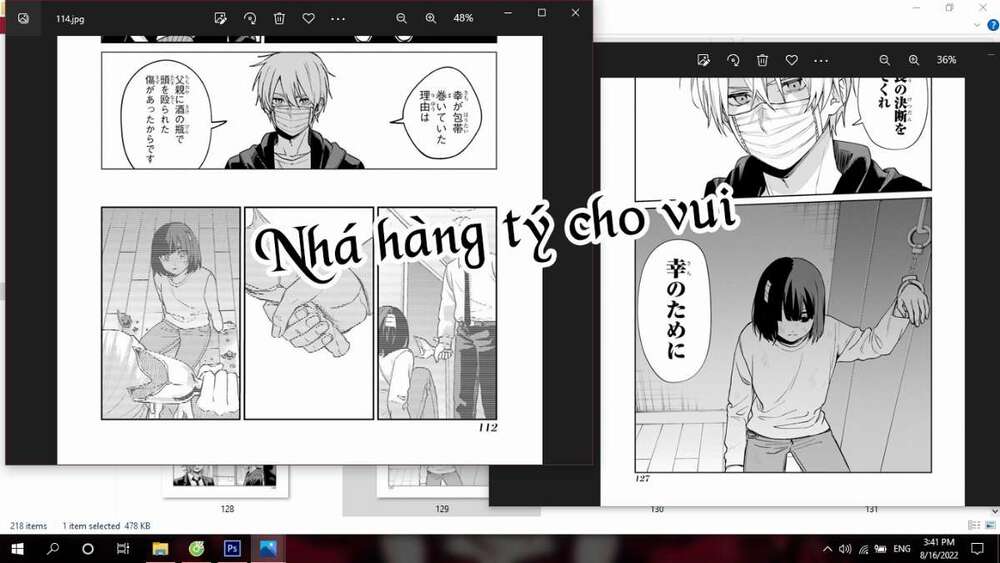 114.jpg
48%
36%
幸が包帯
巻いていた
理由は
父親に酒の瓶で
頭を殴られた
傷があったからです
の決断を
くれ
幸のために
Nhá hàng tý cho vui
112
127
128
129
130
131
218 items
1 item selected 478 KB
ENG
3:41 PM
8/16/2022